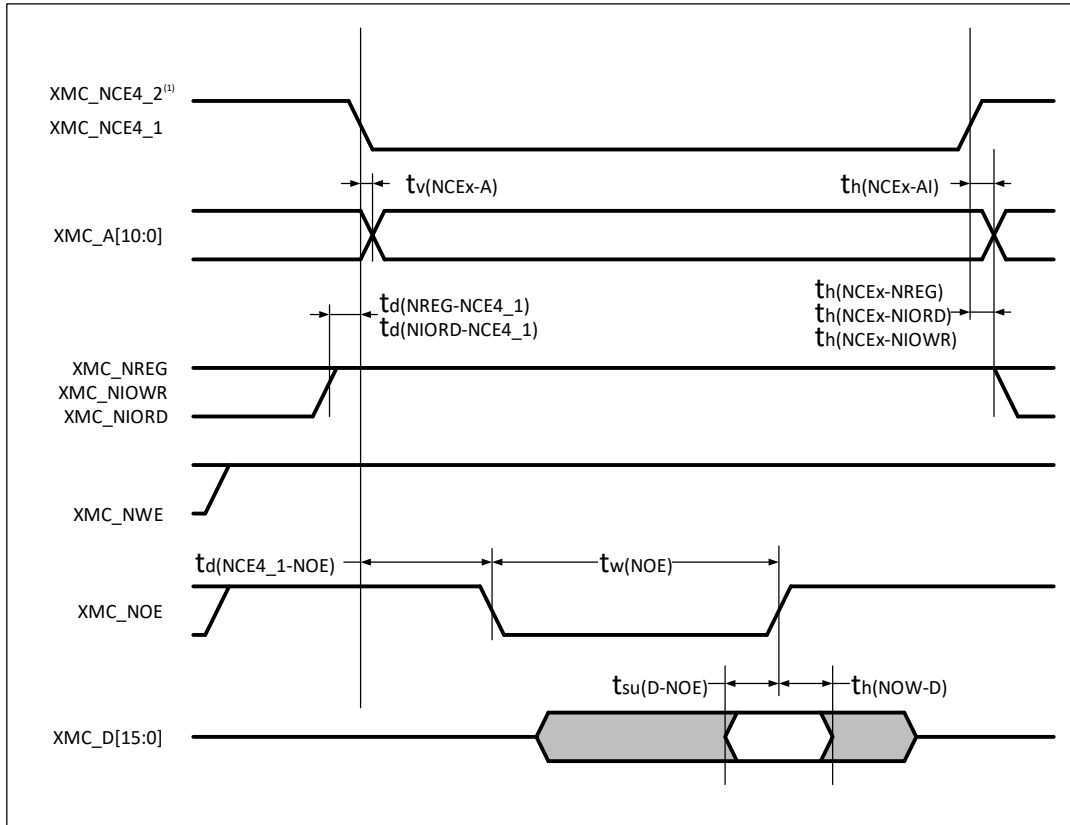 XMC_NCE4_2(1)
XMC_NCE4_1
tv(NCEx-A)
th(NCEx-AI)
XMC_A[10:0]
td(NREG-NCE4_1)
td(NIORD-NCE4_1)
th(NCEx-NREG)
th(NCEx-NIORD)
th(NCEx-NIOWR)
XMC_NREG
XMC_NIOWR
XMC_NIORD
XMC_NWE
td(NCE4_1-NOE)
tw(NOE)
XMC_NOE
tsu(D-NOE)
th(NOW-D)
XMC_D[15:0]